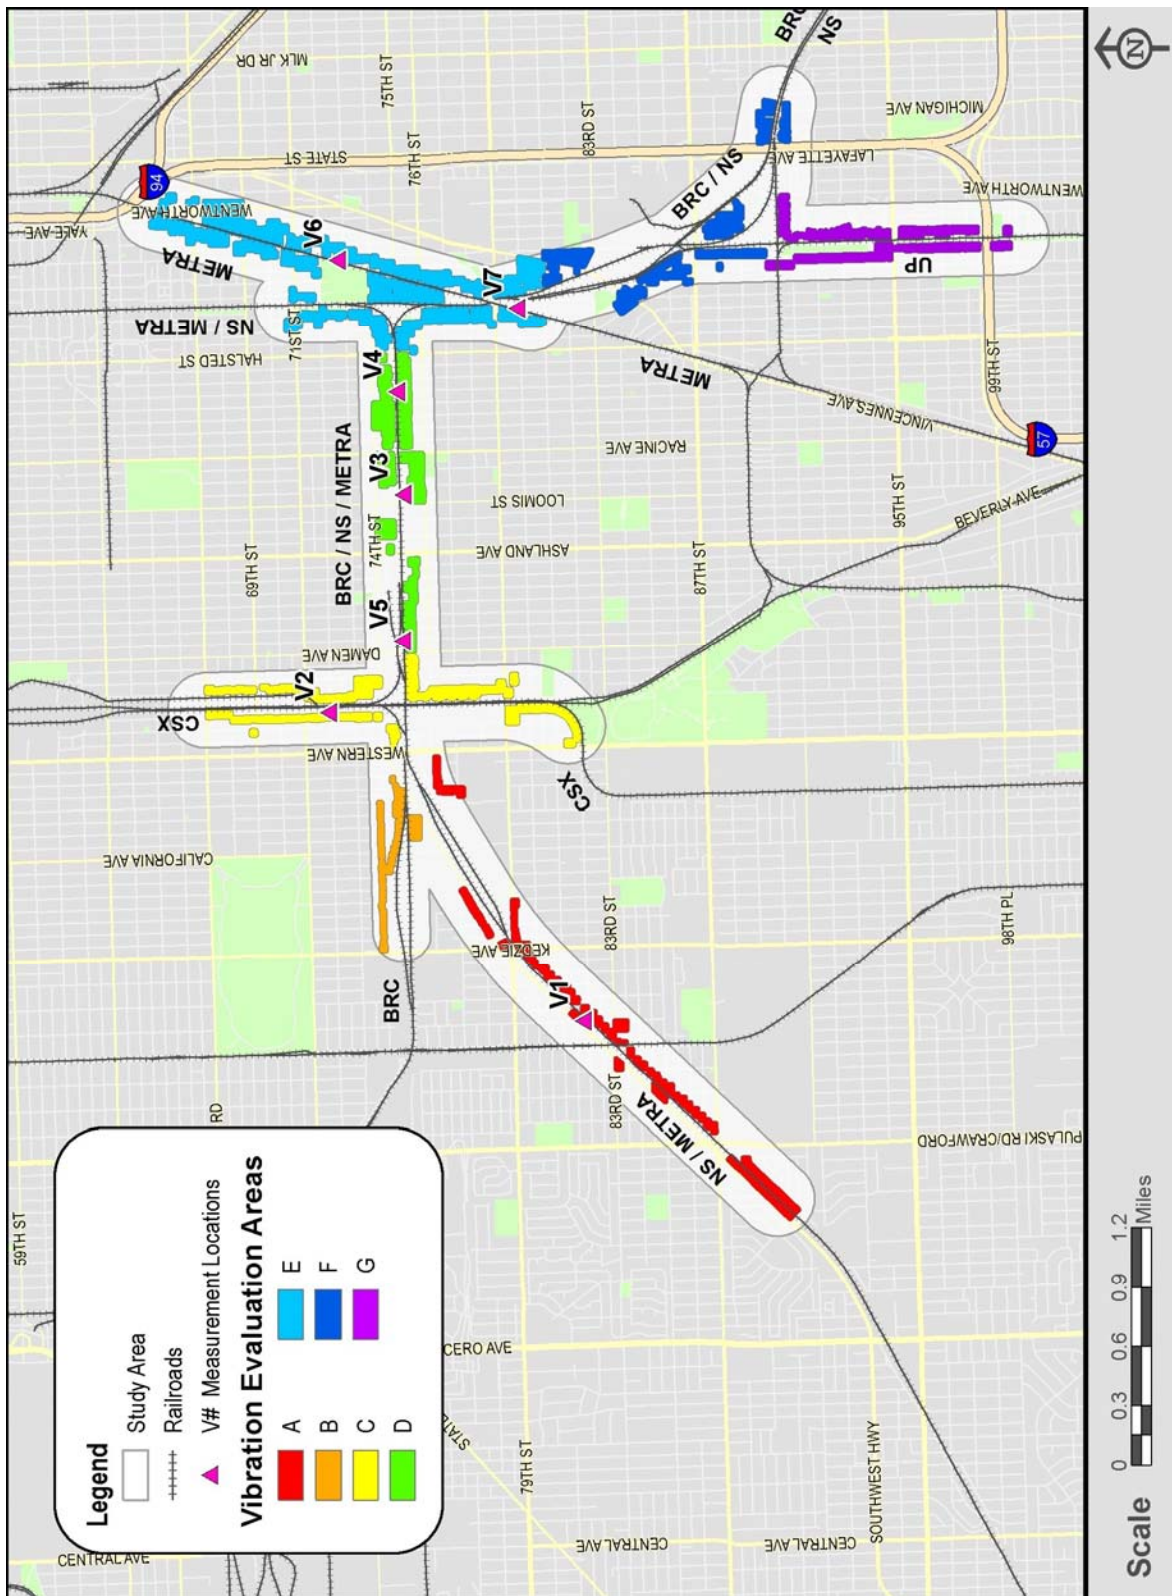 Legend
Study Area
Railroads
V# Measurement Locations
Vibration Evaluation Areas
A
B
C
D
E
F
G
CENTRAL AVE
59TH ST
RD
CERO AVE
STATE
79TH ST
CENTRAL AVE
CENTRAL AVE
SOUTHWEST HWY
PULASKI RD/CRAWFORD
NS / METRA
83RD ST
V1
KEDZIE AVE
83RD ST
98TH PL
BRC
CALIFORNIA AVE
WESTERN AVE
CSX
CSX
V2
DAMEN AVE
V5
69TH ST
74TH ST
BRC / NS / METRA
ASHLAND AVE
87TH ST
LOOMIS ST
95TH ST
BEVERLY AVE
V3
RACINE AVE
57
V4
HALSTED ST
71ST ST
NS / METRA
METRA
METRA
VINCENNES AVE
99TH ST
V7
V6
UP
YALE AVE
WENTWORTH AVE
94
WENTWORTH AVE
STATE ST
76TH ST
75TH ST
MLK JR DR
83RD ST
BRC / NS
LAFAYETTE AVE
MICHIGAN AVE
BRC
NS
Scale
0 0.3 0.6 0.9 1.2
Miles
N